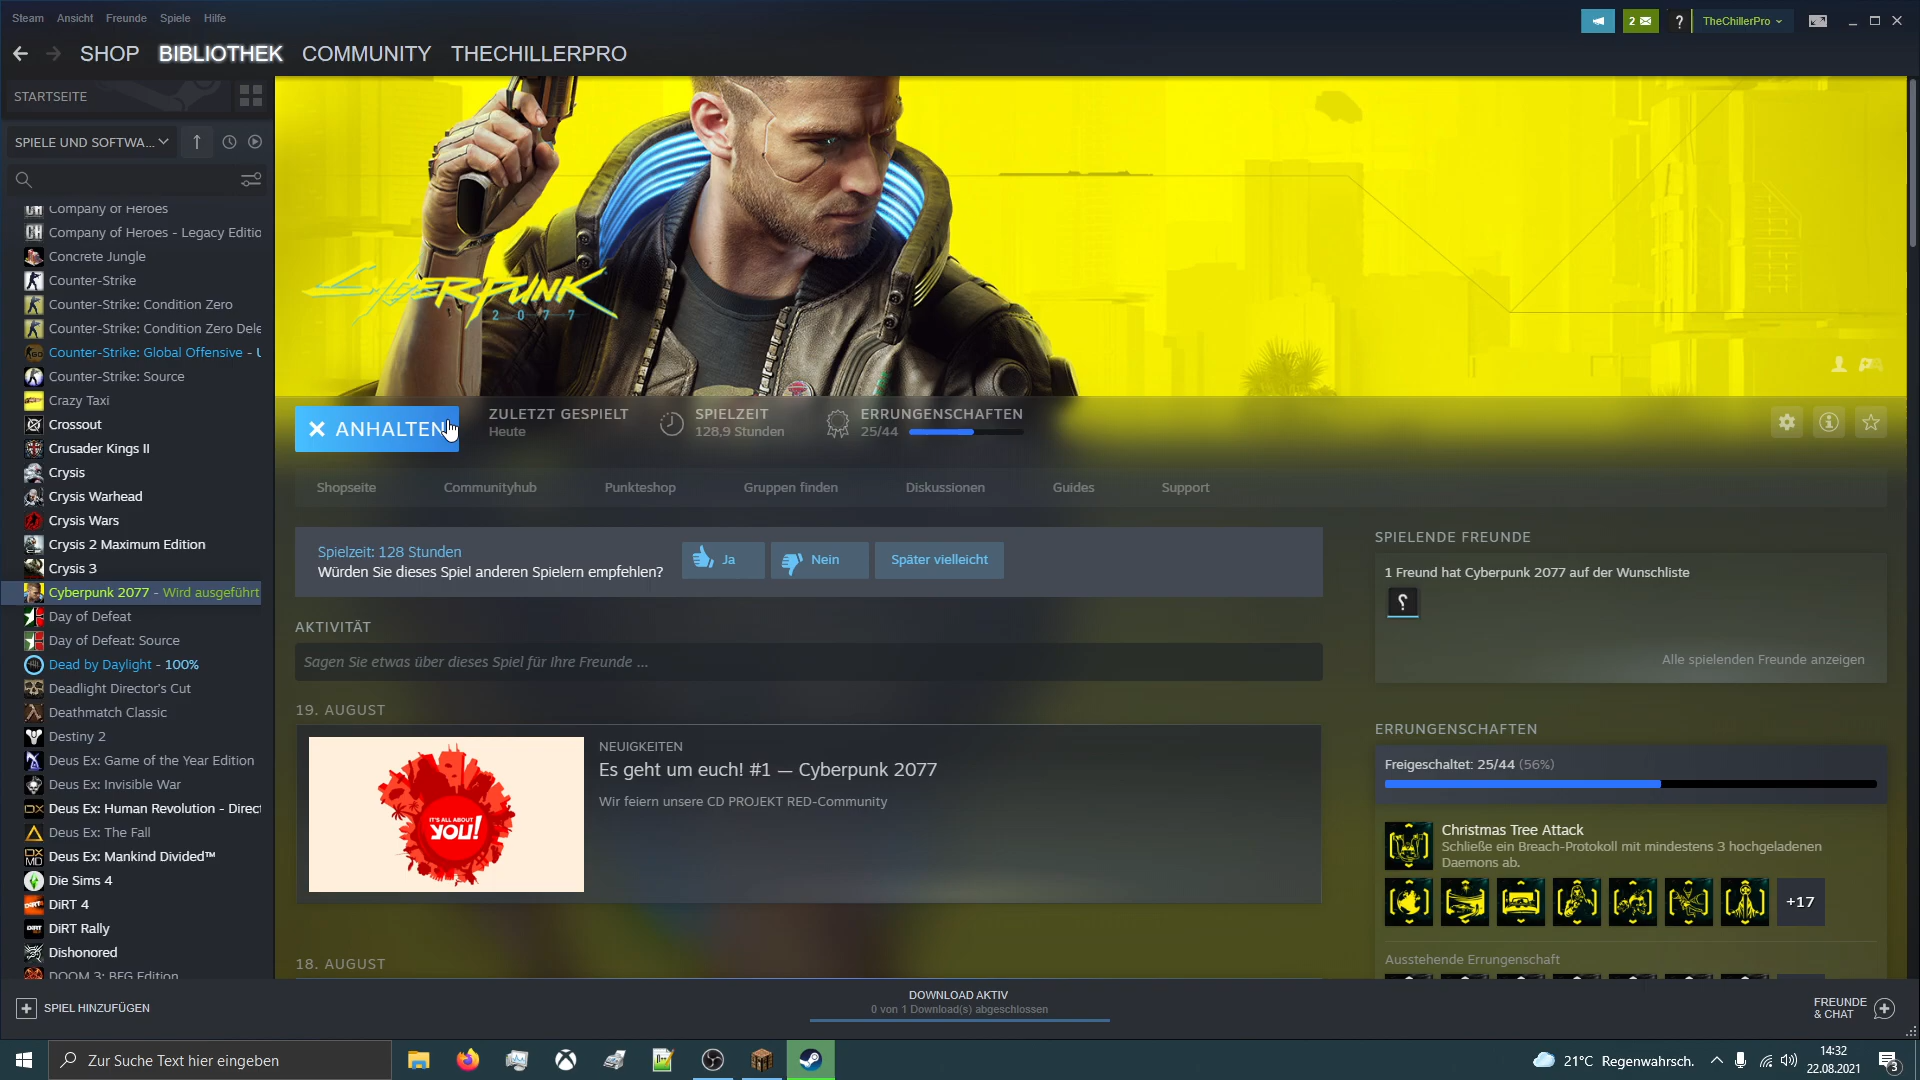 Steam Ansicht Freunde Spiele Hilfe
2 ? TheChillerPro
SHOP BIBLIOTHEK COMMUNITY THECHILLERPRO
STARTSEITE
SPIELE UND SOFTWA...
Company of Heroes
Company of Heroes - Legacy Editio
Concrete Jungle
Counter-Strike
Counter-Strike: Condition Zero
Counter-Strike: Condition Zero Dele
Counter-Strike: Global Offensive - U
Counter-Strike: Source
Crazy Taxi
Crossout
Crusader Kings II
Crysis
Crysis Warhead
Crysis Wars
Crysis 2 Maximum Edition
Crysis 3
Cyberpunk 2077 - Wird ausgeführt
Day of Defeat
Day of Defeat: Source
Dead by Daylight - 100%
Deadlight Director's Cut
Deathmatch Classic
Destiny 2
Deus Ex: Game of the Year Edition
Deus Ex: Invisible War
Deus Ex: Human Revolution - Direct
Deus Ex: The Fall
Deus Ex: Mankind Divided™
Die Sims 4
DiRT 4
DiRT Rally
Dishonored
DOOM 3: BFG Edition
CYBERPUNK
2077
ANHALTEN
ZULETZT GESPIELT
Heute
SPIELZEIT
128,9 Stunden
ERRUNGENSCHAFTEN
25/44
Shopseite Communityhub Punkteshop Gruppen finden Diskussionen Guides Support
Spielzeit: 128 Stunden
Würden Sie dieses Spiel anderen Spielern empfehlen?
Ja Nein Später vielleicht
AKTIVITÄT
Sagen Sie etwas über dieses Spiel für Ihre Freunde ...
19. AUGUST
IT'S ALL ABOUT
YOU!
NEUIGKEITEN
Es geht um euch! #1 — Cyberpunk 2077
Wir feiern unsere CD PROJEKT RED-Community
18. AUGUST
SPIELENDE FREUNDE
1 Freund hat Cyberpunk 2077 auf der Wunschliste
Alle spielenden Freunde anzeigen
ERRUNGENSCHAFTEN
Freigeschaltet: 25/44 (56%)
Christmas Tree Attack
Schließe ein Breach-Protokoll mit mindestens 3 hochgeladenen
Daemons ab.
+17
Ausstehende Errungenschaft
SPIEL HINZUFÜGEN
DOWNLOAD AKTIV
0 von 1 Download(s) abgeschlossen
FREUNDE
& CHAT
Zur Suche Text hier eingeben
21°C Regenwahrsch.
14:32
22.08.2021
3